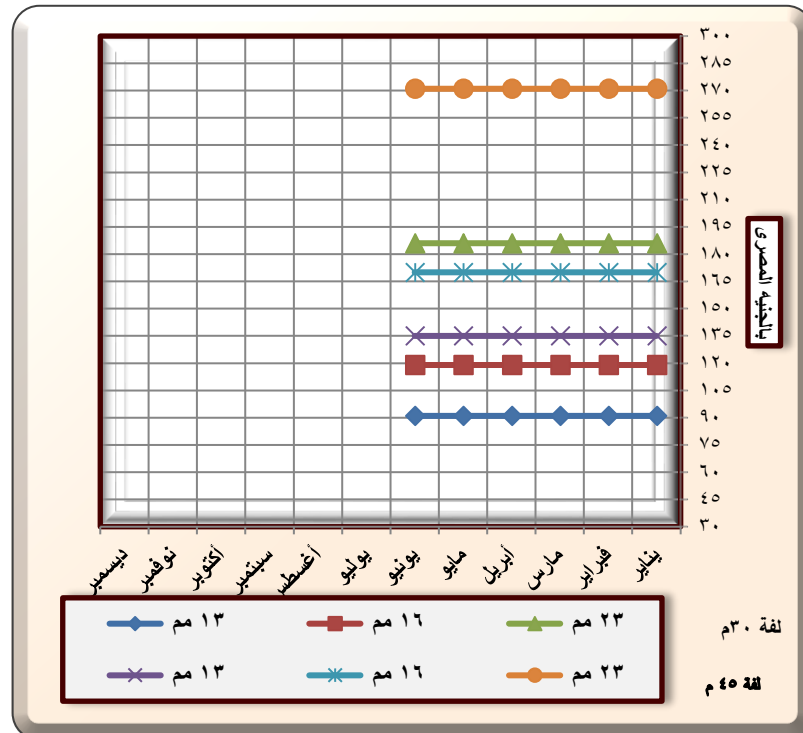 ٣٠٠
٢٨٥
٢٧٠
٢٥٥
٢٤٠
٢٢٥
٢١٠
١٩٥
١٨٠
١٦٥
١٥٠
١٣٥
١٢٠
١٠٥
٩٠
٧٥
٦٠
٤٥
٣٠
بالجنيه المصرى
يناير
فبراير
مارس
أبريل
مايو
يونيو
يوليو
أغسطس
سبتمبر
أكتوبر
نوفمبر
ديسمبر
لفة ٣٠م ٢٣ مم ١٦ مم ١٣ مم
لفة ٤٥ م ٢٣ مم ١٦ مم ١٣ مم